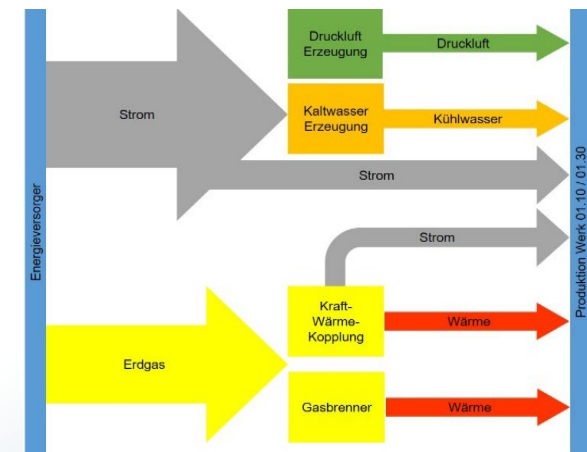 Energieversorger
Strom
Druckluft
Erzeugung
Druckluft
Kaltwasser
Erzeugung
Kühlwasser
Strom
Strom
Erdgas
Kraft-
Wärme-
Kopplung
Wärme
Gasbrenner
Wärme
Produktion Werk 01.10 / 01.30